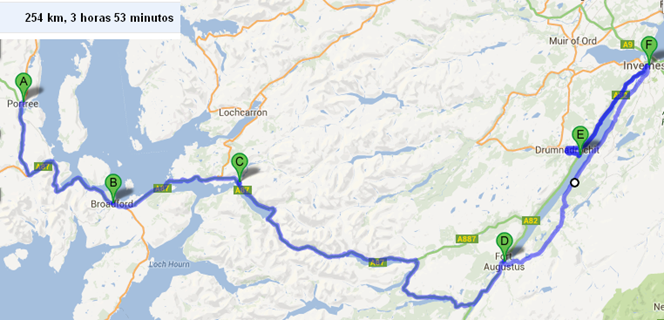 254 km, 3 horas 53 minutos
F
A9
Muir of Ord
Inverness
A
Portree
Lochcarron
E
Drumnadrochit
C
A87
B
A87
A87
Broadford
D
A82
A887
Loch Hourn
A87
Fort
Augustus
Ne